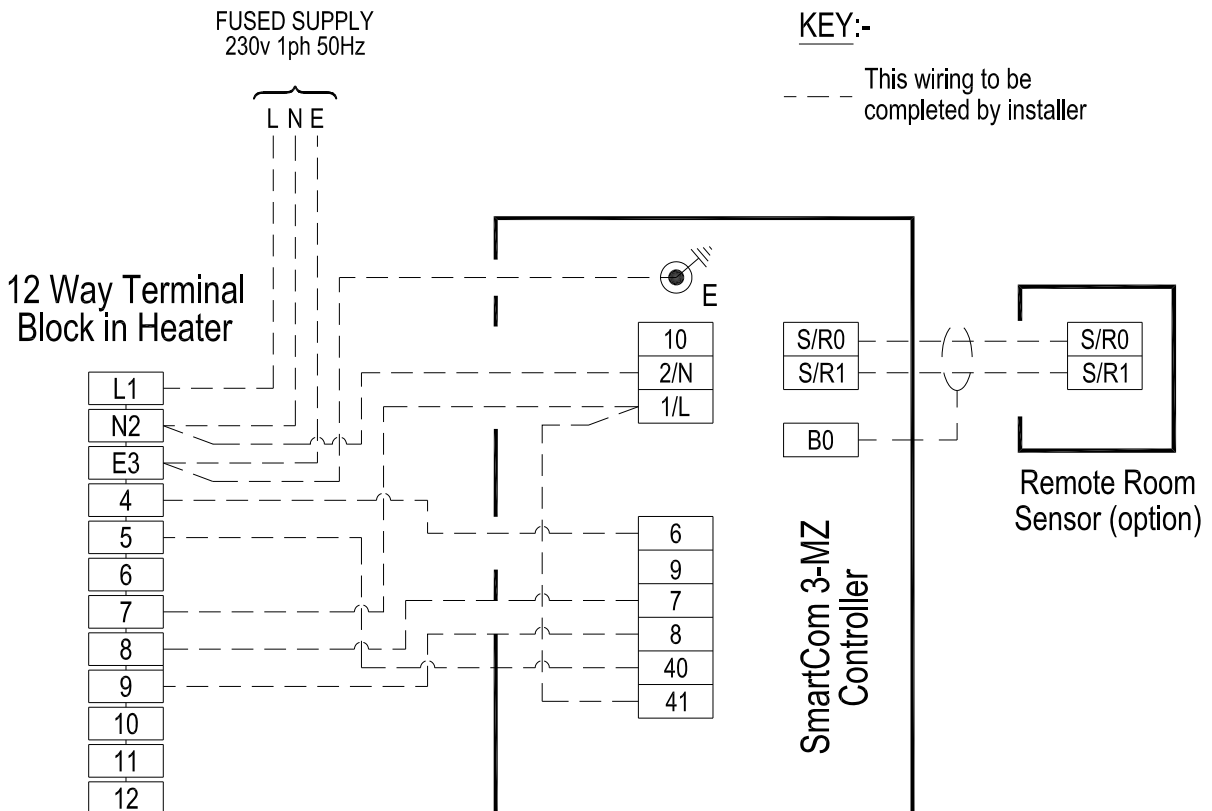 FUSED SUPPLY
230v 1ph 50Hz
L N E
KEY:-
This wiring to be
completed by installer
12 Way Terminal
Block in Heater
L1
N2
E3
4
5
6
7
8
9
10
11
12
E
10
2/N
1/L
6
9
7
8
40
41
S/R0
S/R1
B0
SmartCom 3-MZ
Controller
S/R0
S/R1
Remote Room
Sensor (option)